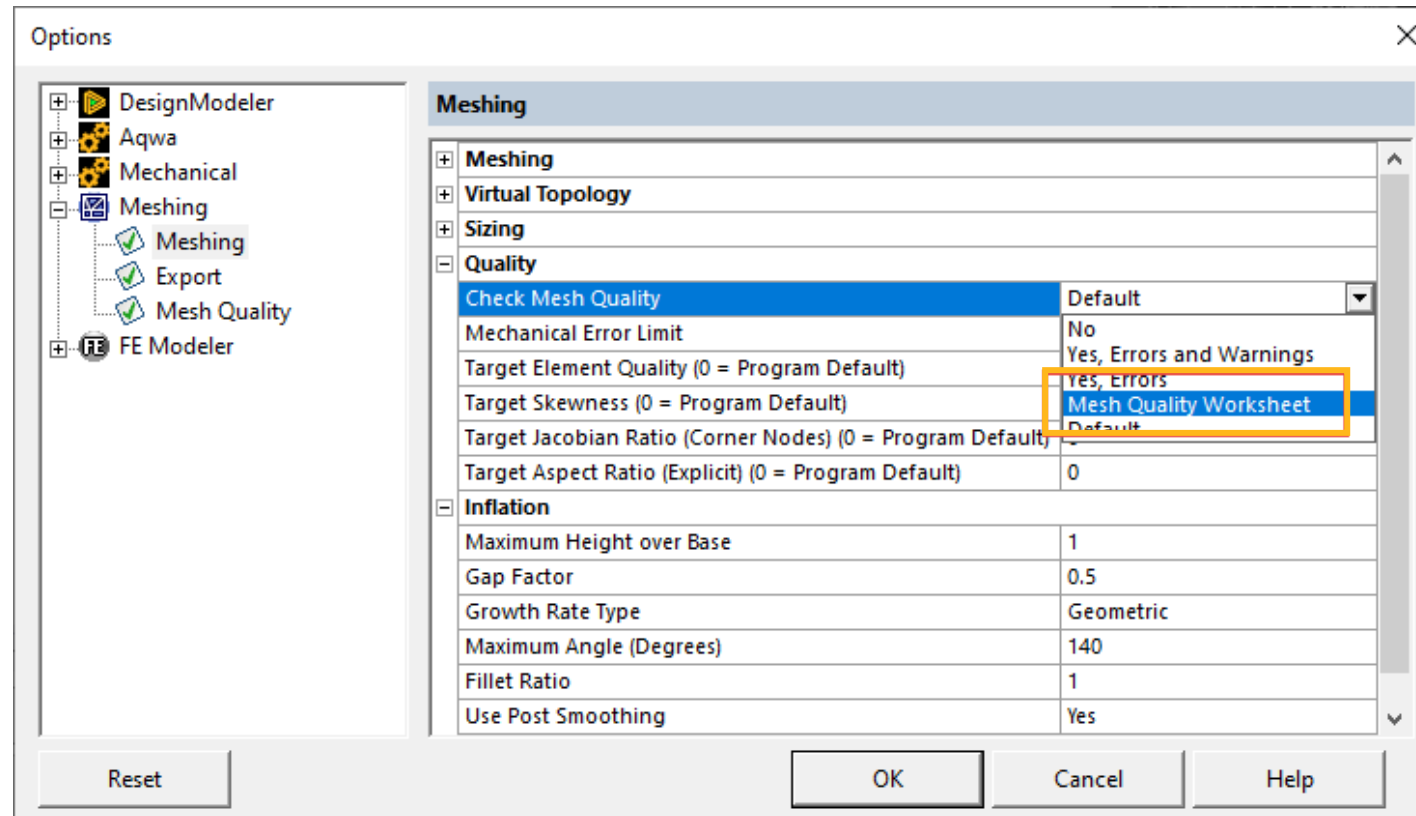 Options
DesignModeler
Aqwa
Mechanical
Meshing
Meshing
Export
Mesh Quality
FE Modeler
Meshing
Meshing
Virtual Topology
Sizing
Quality
Check Mesh Quality Default
Mechanical Error Limit
Target Element Quality (0 = Program Default)
Target Skewness (0 = Program Default)
Target Jacobian Ratio (Corner Nodes) (0 = Program Default)
Target Aspect Ratio (Explicit) (0 = Program Default) 0
No
Yes, Errors and Warnings
Yes, Errors
Mesh Quality Worksheet
Default
Inflation
Maximum Height over Base 1
Gap Factor 0.5
Growth Rate Type Geometric
Maximum Angle (Degrees) 140
Fillet Ratio 1
Use Post Smoothing Yes
Reset OK Cancel Help